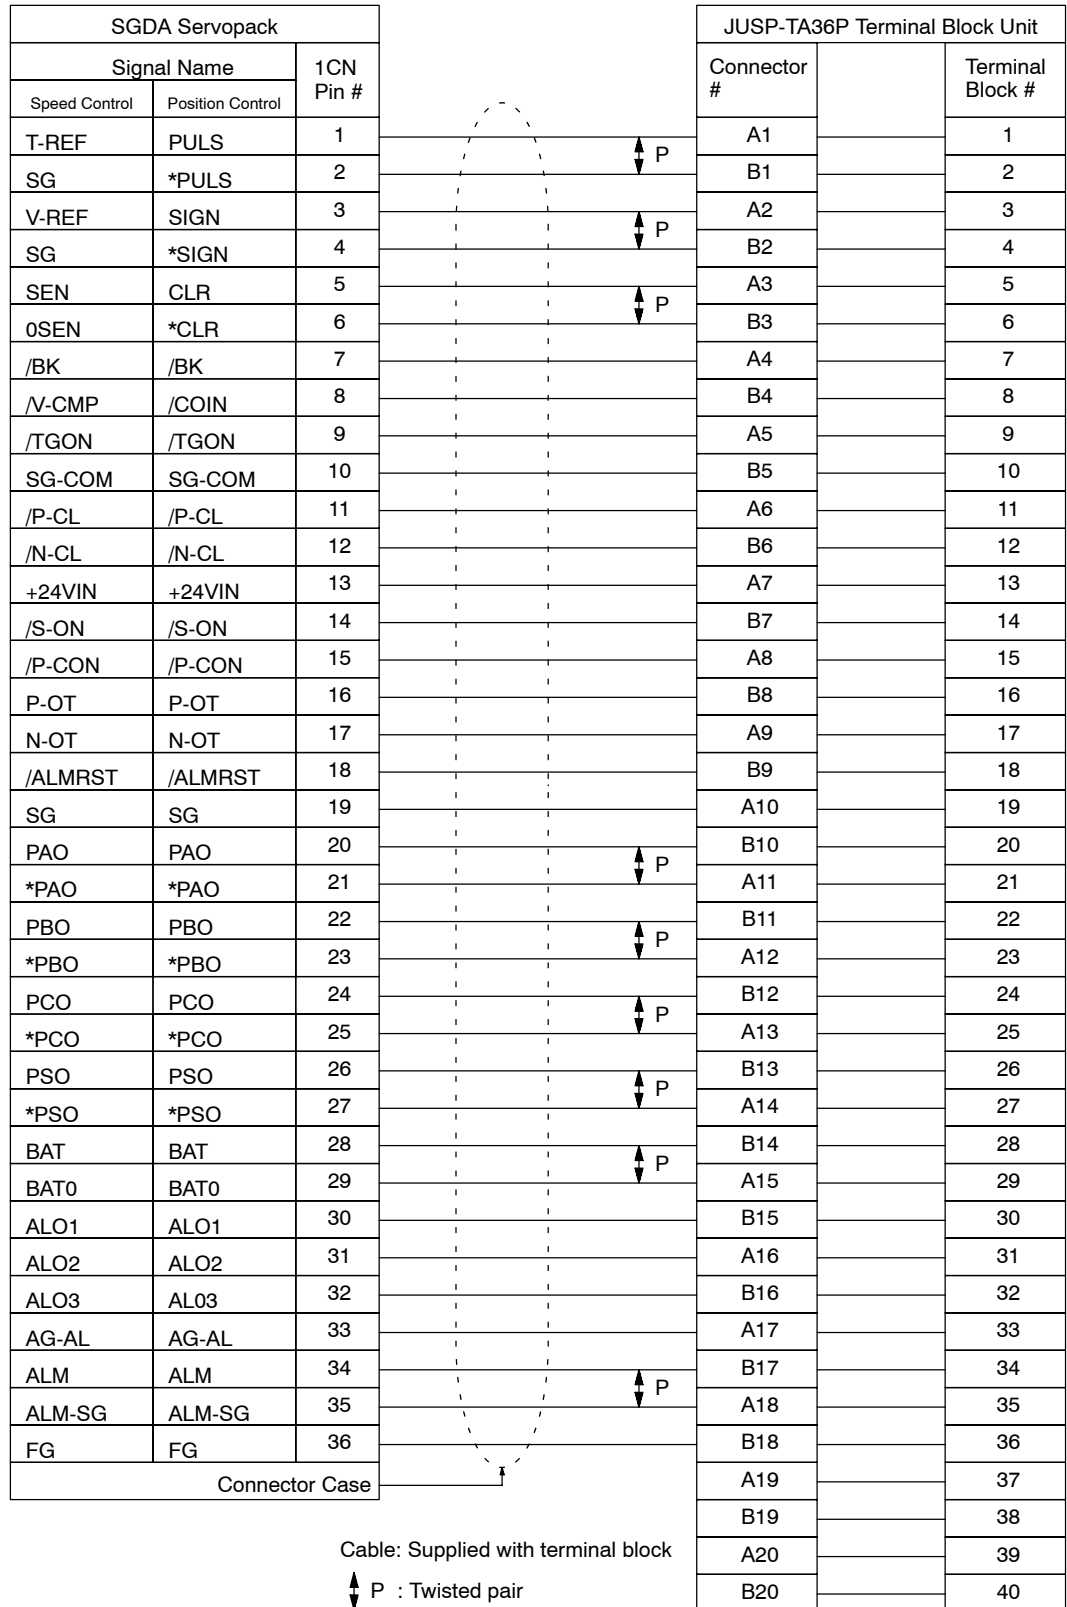 SGDA Servopack JUSP-TA36P Terminal Block Unit
Signal Name 1CN Pin # Connector # Terminal Block #
Speed Control Position Control
T-REF PULS 1 A1 1
P
SG *PULS 2 B1 2
V-REF SIGN 3 A2 3
P
SG *SIGN 4 B2 4
SEN CLR 5 A3 5
P
0SEN *CLR 6 B3 6
/BK /BK 7 A4 7
/V-CMP /COIN 8 B4 8
/TGON /TGON 9 A5 9
SG-COM SG-COM 10 B5 10
/P-CL /P-CL 11 A6 11
/N-CL /N-CL 12 B6 12
+24VIN +24VIN 13 A7 13
/S-ON /S-ON 14 B7 14
/P-CON /P-CON 15 A8 15
P-OT P-OT 16 B8 16
N-OT N-OT 17 A9 17
/ALMRST /ALMRST 18 B9 18
SG SG 19 A10 19
PAO PAO 20 B10 20
P
*PAO *PAO 21 A11 21
PBO PBO 22 B11 22
P
*PBO *PBO 23 A12 23
PCO PCO 24 B12 24
P
*PCO *PCO 25 A13 25
PSO PSO 26 B13 26
P
*PSO *PSO 27 A14 27
BAT BAT 28 B14 28
P
BAT0 BAT0 29 A15 29
ALO1 ALO1 30 B15 30
ALO2 ALO2 31 A16 31
ALO3 AL03 32 B16 32
AG-AL AG-AL 33 A17 33
ALM ALM 34 B17 34
P
ALM-SG ALM-SG 35 A18 35
FG FG 36 B18 36
Connector Case A19 37
B19 38
Cable: Supplied with terminal block A20 39
P : Twisted pair B20 40